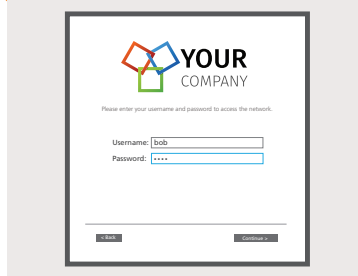 YOUR
COMPANY
Please enter your username and password to access the network.
Username: bob
Password: ••••
< Back Continue >